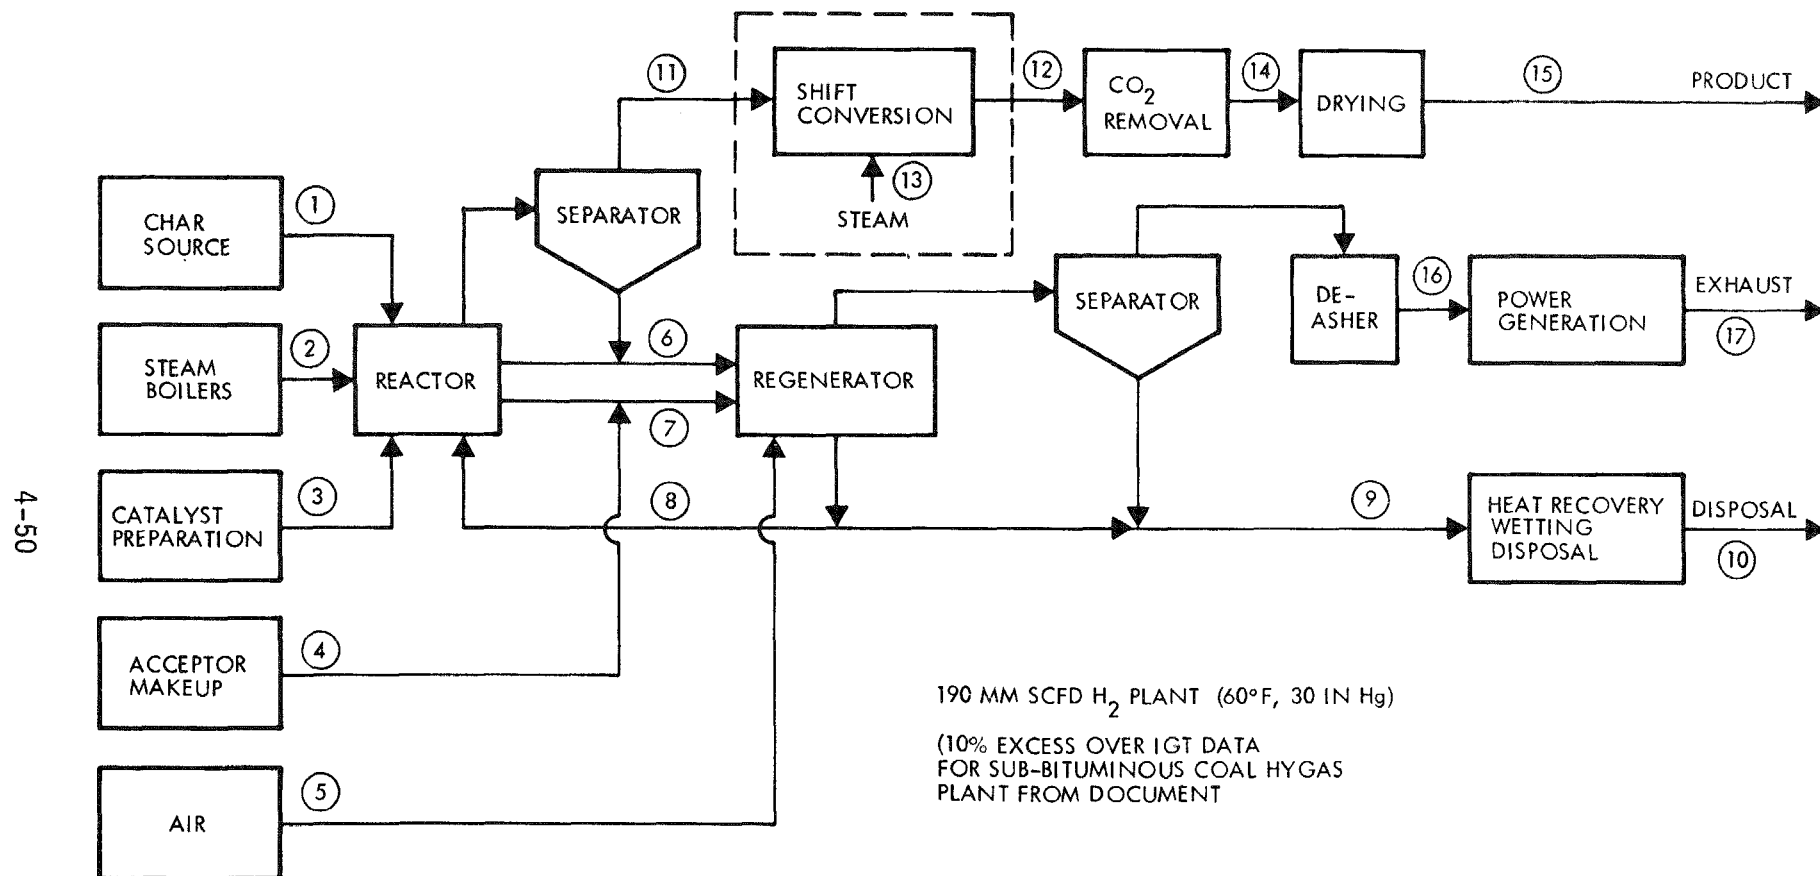 11
SHIFT
CONVERSION
12
CO2
REMOVAL
14
DRYING
15
PRODUCT
13
STEAM
CHAR
SOURCE
1
SEPARATOR
SEPARATOR
DE-
ASHER
16
POWER
GENERATION
EXHAUST
17
STEAM
BOILERS
2
REACTOR
6
7
REGENERATOR
CATALYST
PREPARATION
3
8
9
HEAT RECOVERY
WETTING
DISPOSAL
DISPOSAL
10
4-50
ACCEPTOR
MAKEUP
4
AIR
5
190 MM SCFD H2 PLANT (60°F, 30 IN Hg)
(10% EXCESS OVER IGT DATA
FOR SUB-BITUMINOUS COAL HYGAS
PLANT FROM DOCUMENT